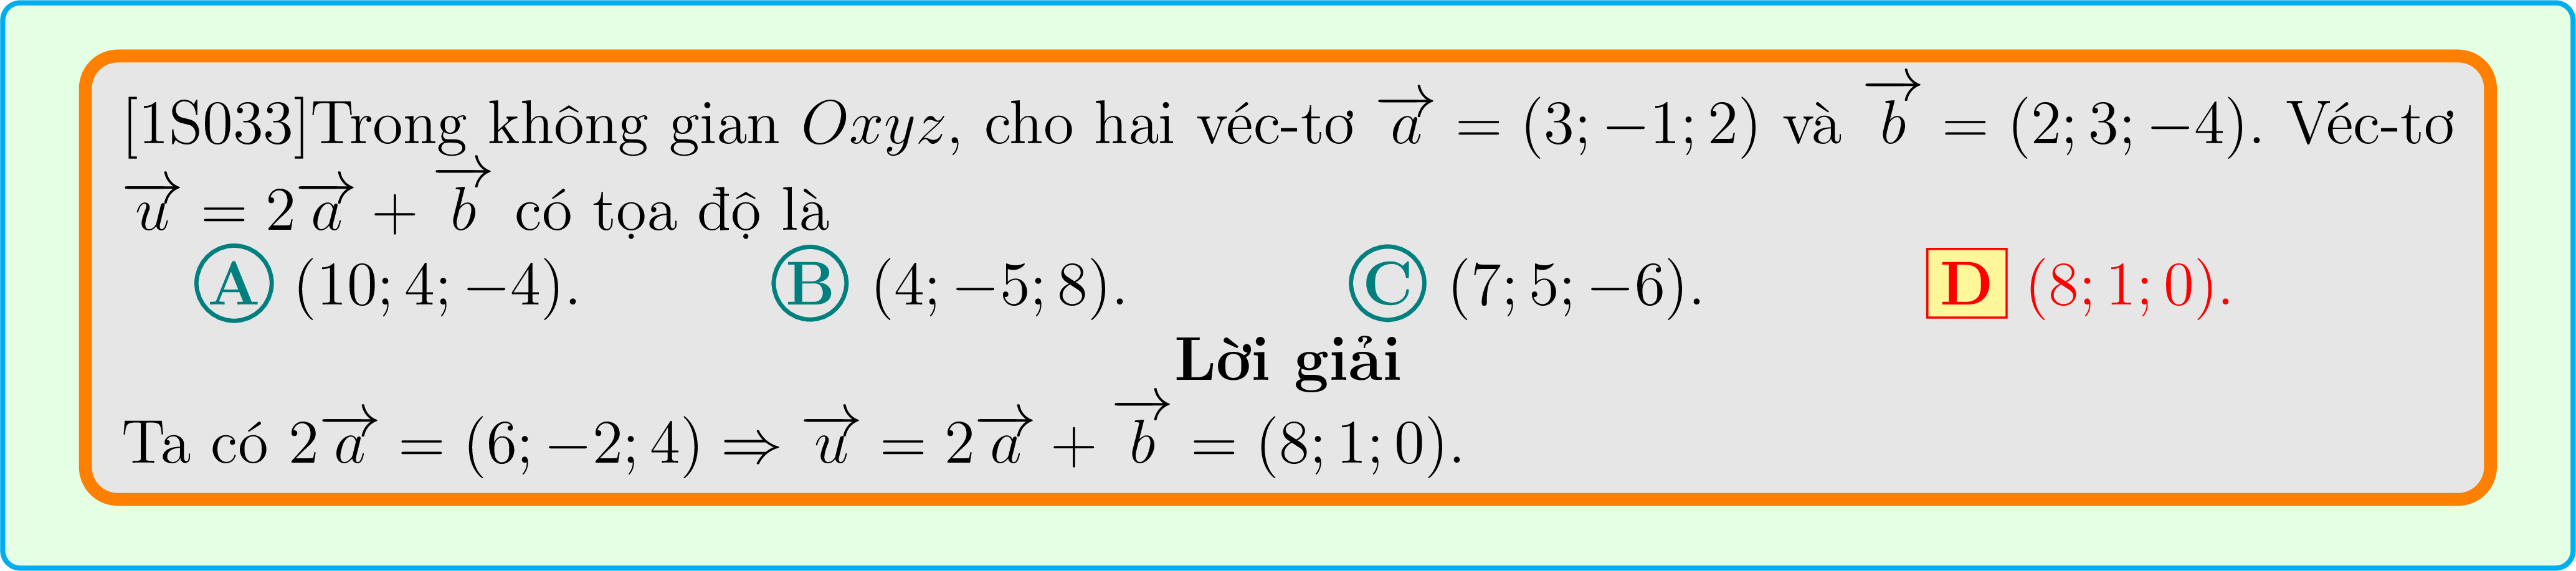 [1S033]Trong không gian Oxyz, cho hai véc-tơ $\overrightarrow{a}$ = (3; −1; 2) và $\overrightarrow{b}$ = (2; 3; −4). Véc-tơ
$\overrightarrow{u}$ = 2$\overrightarrow{a}$ + $\overrightarrow{b}$ có tọa độ là
A (10; 4; −4). B (4; −5; 8). C (7; 5; −6). D (8; 1; 0).
Lời giải
Ta có 2$\overrightarrow{a}$ = (6; −2; 4) ⇒ $\overrightarrow{u}$ = 2$\overrightarrow{a}$ + $\overrightarrow{b}$ = (8; 1; 0).